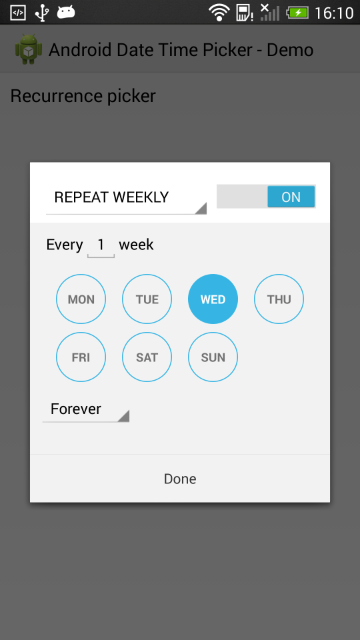 16:10
Android Date Time Picker - Demo
Recurrence picker
REPEAT WEEKLY ON
Every 1 week
MON TUE WED THU
FRI SAT SUN
Forever
Done